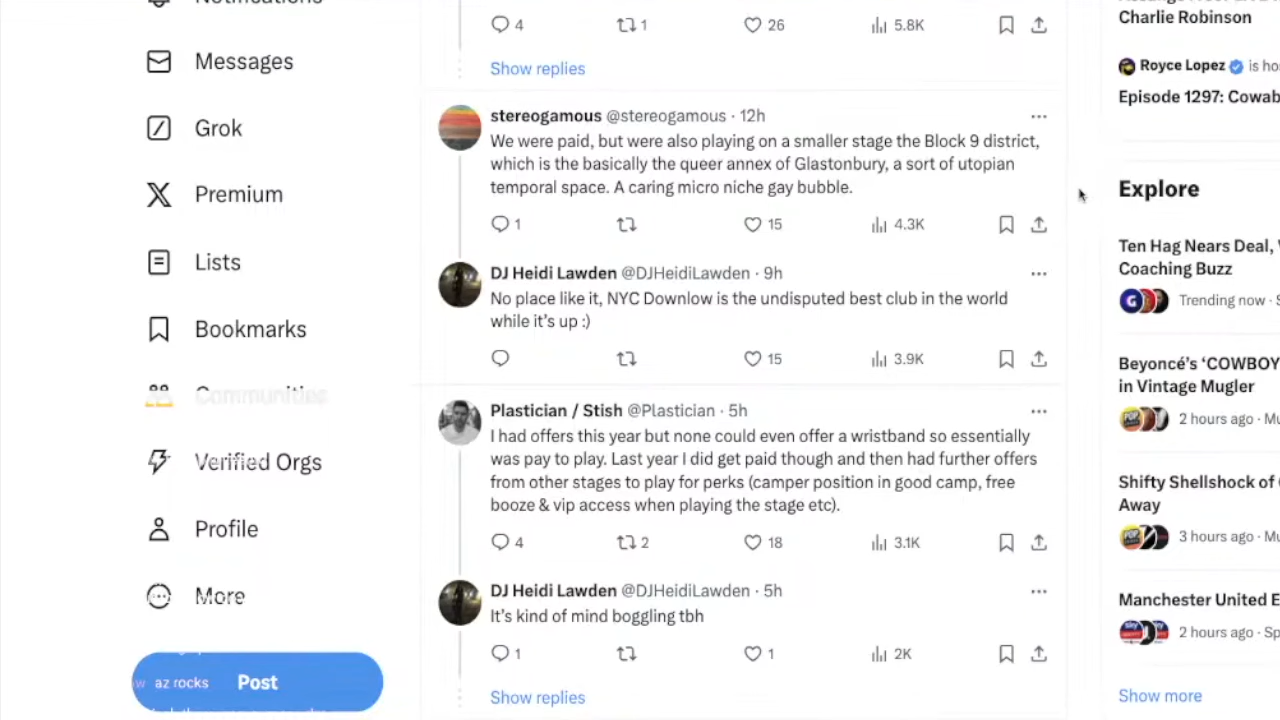 Messages
Grok
Premium
Lists
Bookmarks
Communities
Verified Orgs
Profile
More
az rocks
Post
4
1
26
5.8K
Show replies
stereogamous @stereogamous · 12h
We were paid, but were also playing on a smaller stage the Block 9 district,
which is the basically the queer annex of Glastonbury, a sort of utopian
temporal space. A caring micro niche gay bubble.
1
15
4.3K
DJ Heidi Lawden @DJHeidiLawden · 9h
No place like it, NYC Downlow is the undisputed best club in the world
while it's up :)
15
3.9K
Plastician / Stish @Plastician · 5h
I had offers this year but none could even offer a wristband so essentially
was pay to play. Last year I did get paid though and then had further offers
from other stages to play for perks (camper position in good camp, free
booze & vip access when playing the stage etc).
4
2
18
3.1K
DJ Heidi Lawden @DJHeidiLawden · 5h
It's kind of mind boggling tbh
1
1
2K
Show replies
Charlie Robinson
Royce Lopez is ho
Episode 1297: Cowab
Explore
Ten Hag Nears Deal,
Coaching Buzz
Trending now · S
Beyoncé's 'COWBOY
in Vintage Mugler
2 hours ago · Mu
Shifty Shellshock of
Away
3 hours ago · Mu
Manchester United E
2 hours ago · Sp
Show more